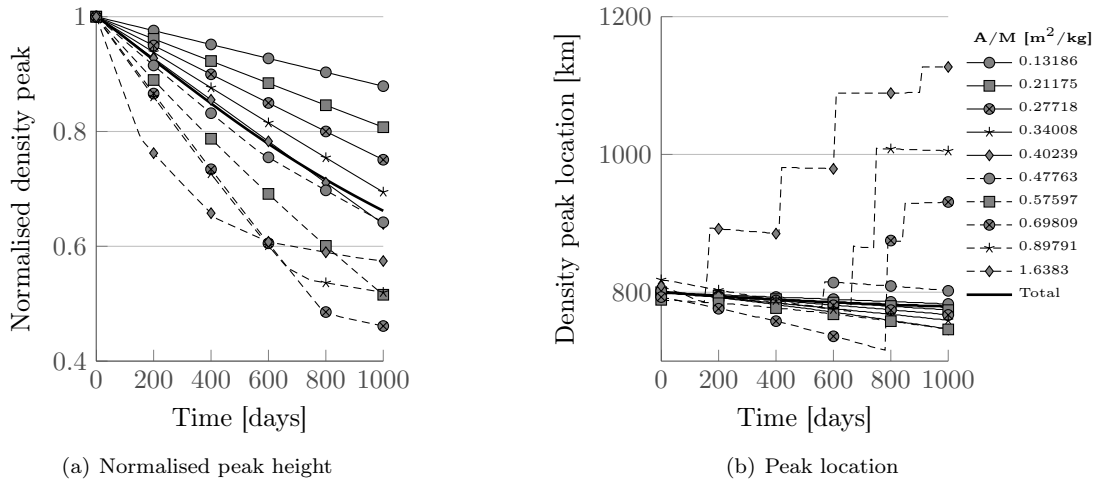 1
0.8
0.6
0.4
0 200 400 600 800 1000
Normalised density peak
Time [days]
(a) Normalised peak height
1200
1000
800
0 200 400 600 800 1000
Density peak location [km]
Time [days]
(b) Peak location
A/M [m²/kg]
0.13186
0.21175
0.27718
0.34008
0.40239
0.47763
0.57597
0.69809
0.89791
1.6383
Total